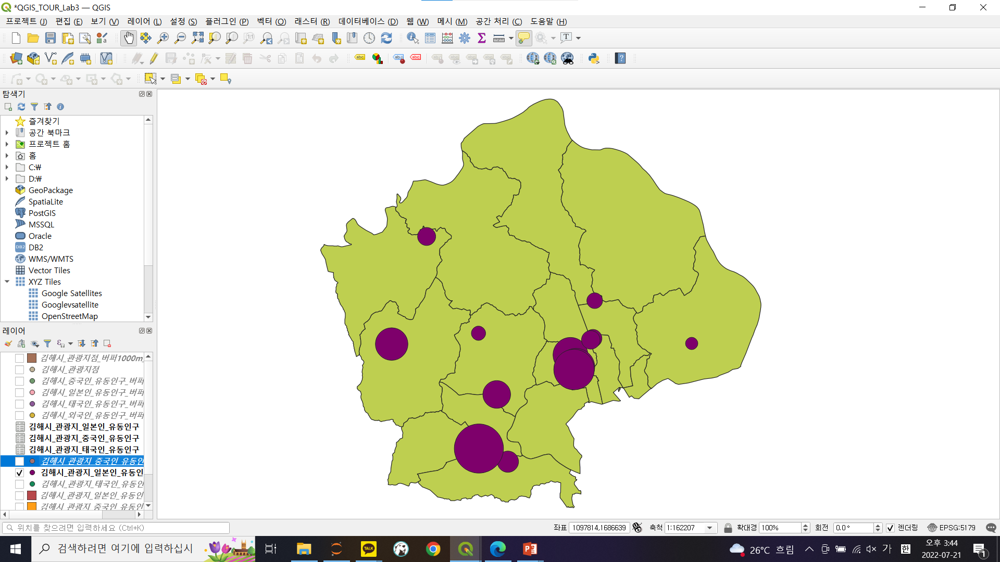 *QGIS_TOUR_Lab3 — QGIS
프로젝트 (J) 편집 (E) 보기 (V) 레이어 (L) 설정 (S) 플러그인 (P) 벡터 (O) 래스터 (R) 데이터베이스 (D) 웹 (W) 메시 (M) 공간 처리 (C) 도움말 (H)
1:1
T
abc abc abc
?
탐색기
즐겨찾기
공간 북마크
프로젝트 홈
홈
C:₩
D:₩
GeoPackage
SpatiaLite
PostGIS
MSSQL
Oracle
DB2 DB2
WMS/WMTS
Vector Tiles
XYZ Tiles
Google Satellites
Googlevsatellite
OpenStreetMap
레이어
김해시_관광지점_버퍼1000m_
김해시_관광지점
김해시_중국인_유동인구_버퍼
김해시_일본인_유동인구_버퍼
김해시_태국인_유동인구_버퍼
김해시_외국인_유동인구_버퍼
김해시_관광지_일본인_유동인구
김해시_관광지_중국인_유동인구
김해시_관광지_태국인_유동인구
김해시_관광지_중국인_유동인
김해시_관광지_일본인_유동인
김해시_관광지_태국인_유동인
김해시_관광지_일본인_유동인
김해시_관광지_중국인_유동인
위치를 찾으려면 입력하세요 (Ctrl+K)
좌표 1097814,1686639 축척 1:162207 확대경 100% 회전 0.0 ° 렌더링 EPSG:5179
검색하려면 여기에 입력하십시 TALK 26°C 흐림 가 한 오후 3:44
2022-07-21 1